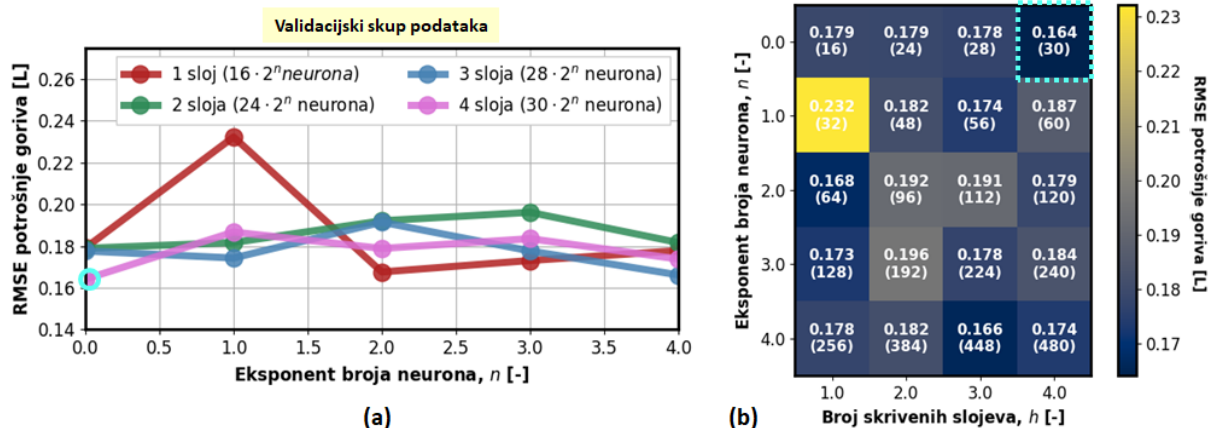 Validacijski skup podataka
RMSE potrošnje goriva [L]
0.26
0.24
0.22
0.20
0.18
0.16
0.14
1 sloj (16 · 2ⁿneurona)
2 sloja (24 · 2ⁿ neurona)
3 sloja (28 · 2ⁿ neurona)
4 sloja (30 · 2ⁿ neurona)
0.0 0.5 1.0 1.5 2.0 2.5 3.0 3.5 4.0
Eksponent broja neurona, n [-]
(a)
Eksponent broja neurona, n [-]
0.0 0.179 0.179 0.178 0.164
(16) (24) (28) (30)
1.0 0.232 0.182 0.174 0.187
(32) (48) (56) (60)
2.0 0.168 0.192 0.191 0.179
(64) (96) (112) (120)
3.0 0.173 0.196 0.178 0.184
(128) (192) (224) (240)
4.0 0.178 0.182 0.166 0.174
(256) (384) (448) (480)
1.0 2.0 3.0 4.0
Broj skrivenih slojeva, h [-]
(b)
0.23
0.22
0.21
0.20
0.19
0.18
0.17
RMSE potrošnje goriva [L]